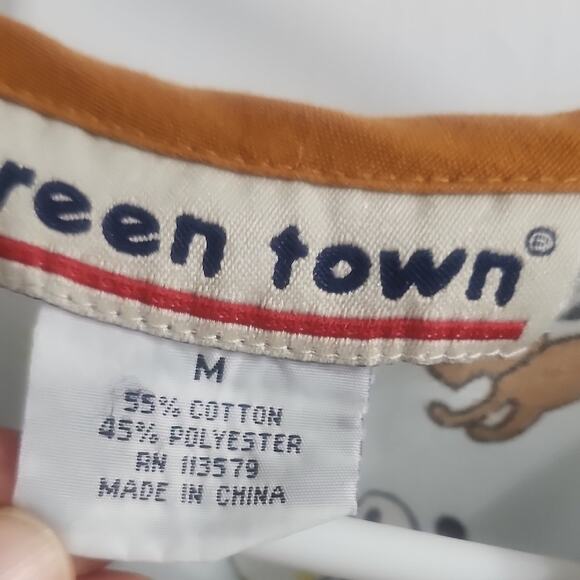 reen town®
M
55% COTTON
45% POLYESTER
RN 113579
MADE IN CHINA